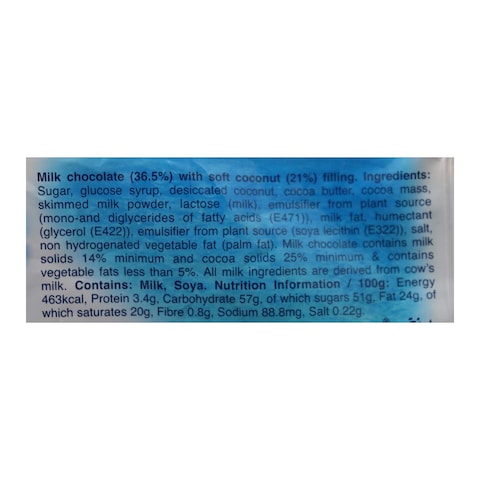 Milk chocolate (36.5%) with soft coconut (21%) filling. Ingredients:
Sugar, glucose syrup, desiccated coconut, cocoa butter, cocoa mass,
skimmed milk powder, lactose (milk), emulsifier from plant source
(mono-and diglycerides of fatty acids (E471)), milk fat, humectant
(glycerol (E422)), emulsifier from plant source (soya lecithin (E322)), salt,
non hydrogenated vegetable fat (palm fat). Milk chocolate contains milk
solids 14% minimum and cocoa solids 25% minimum & contains
vegetable fats less than 5%. All milk ingredients are derived from cow's
milk. Contains: Milk, Soya. Nutrition Information / 100g: Energy
463kcal, Protein 3.4g, Carbohydrate 57g, of which sugars 51g, Fat 24g, of
which saturates 20g, Fibre 0.8g, Sodium 88.8mg, Salt 0.22g.